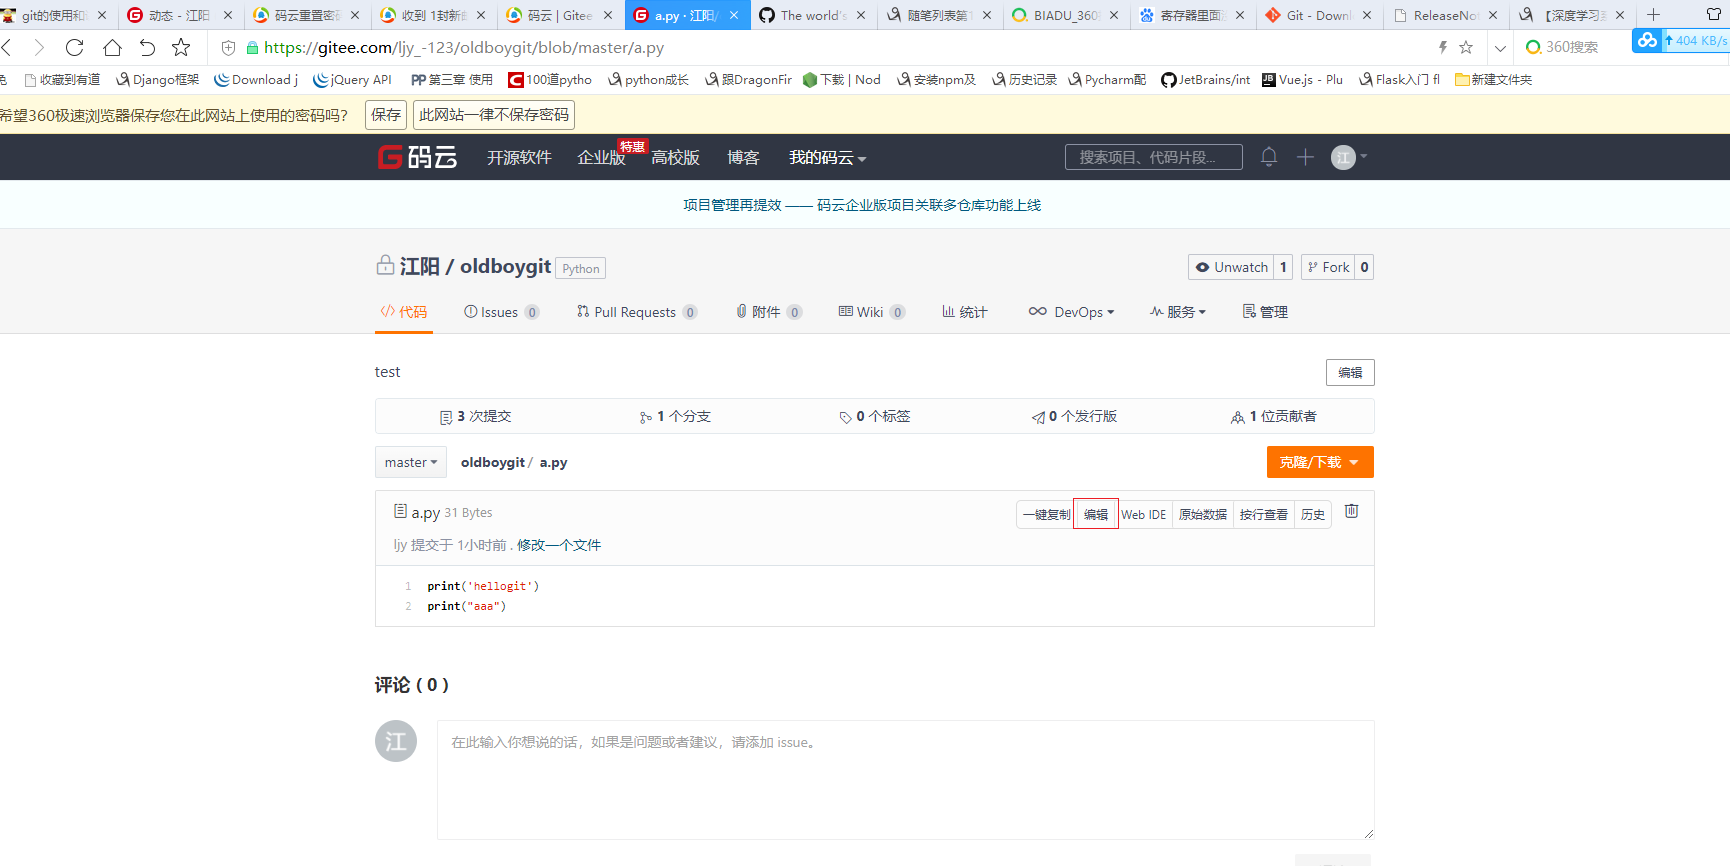 git的使用和 动态 - 江阳 码云重置密 收到 1封新 码云 | Gitee a.py · 江阳/ The world's 随笔列表第1 BIADU_360 寄存器里面 Git - Downl ReleaseNo 【深度学习
https://gitee.com/ljy_-123/oldboygit/blob/master/a.py 360搜索 404 KB/s
收藏到有道 Django框架 Download j jQuery API PP 第三章 使用 100道pytho python成长 跟DragonFir 下载 | Nod 安装npm及 历史记录 Pycharm配 JetBrains/int Vue.js - Plu Flask入门 fl 新建文件夹
希望360极速浏览器保存您在此网站上使用的密码吗? 保存 此网站一律不保存密码
特惠
G 码云 开源软件 企业版 高校版 博客 我的码云 搜索项目、代码片段... 江
项目管理再提效 —— 码云企业版项目关联多仓库功能上线
江阳 / oldboygit Python Unwatch 1 Fork 0
代码 Issues 0 Pull Requests 0 附件 0 Wiki 0 统计 DevOps 服务 管理
test 编辑
3 次提交 1 个分支 0 个标签 0 个发行版 1 位贡献者
master oldboygit / a.py 克隆/下载
a.py 31 Bytes 一键复制 编辑 Web IDE 原始数据 按行查看 历史
ljy 提交于 1小时前 . 修改一个文件
1 print('hellogit')
2 print("aaa")
评论 ( 0 )
江 在此输入你想说的话，如果是问题或者建议，请添加 issue。